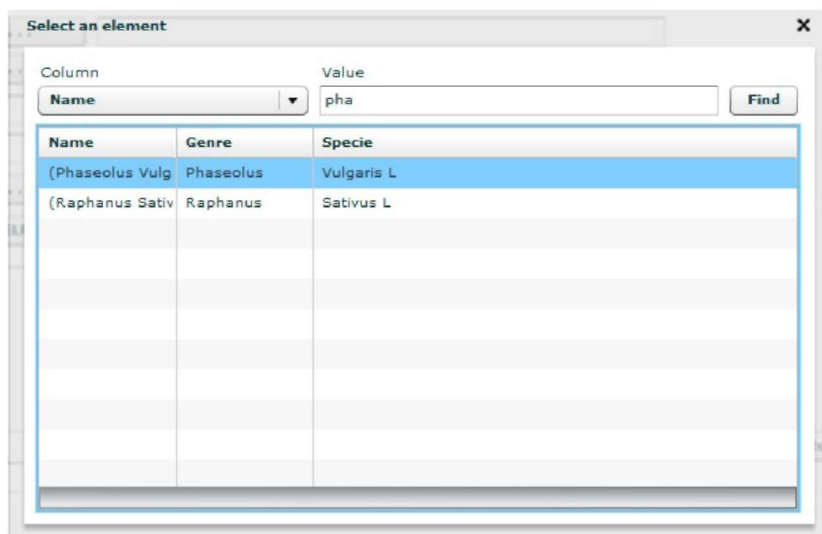 Select an element
Column Value
Name pha Find
Name Genre Specie
(Phaseolus Vulg Phaseolus Vulgaris L
(Raphanus Sativ Raphanus Sativus L